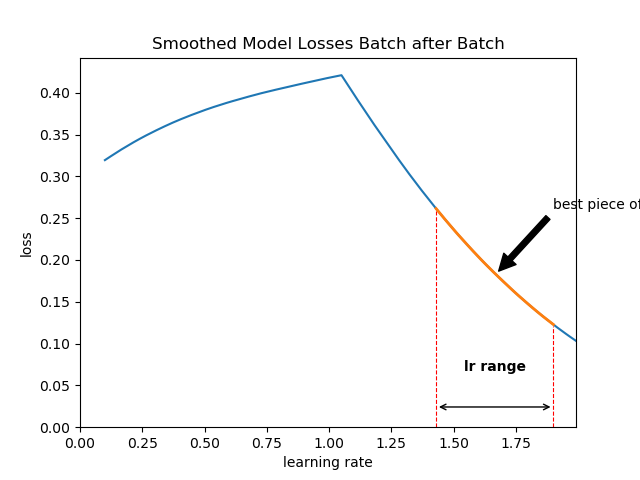 Smoothed Model Losses Batch after Batch
0.40
0.35
0.30
0.25
0.20
0.15
0.10
0.05
0.00
loss
best piece of
lr range
0.00 0.25 0.50 0.75 1.00 1.25 1.50 1.75
learning rate